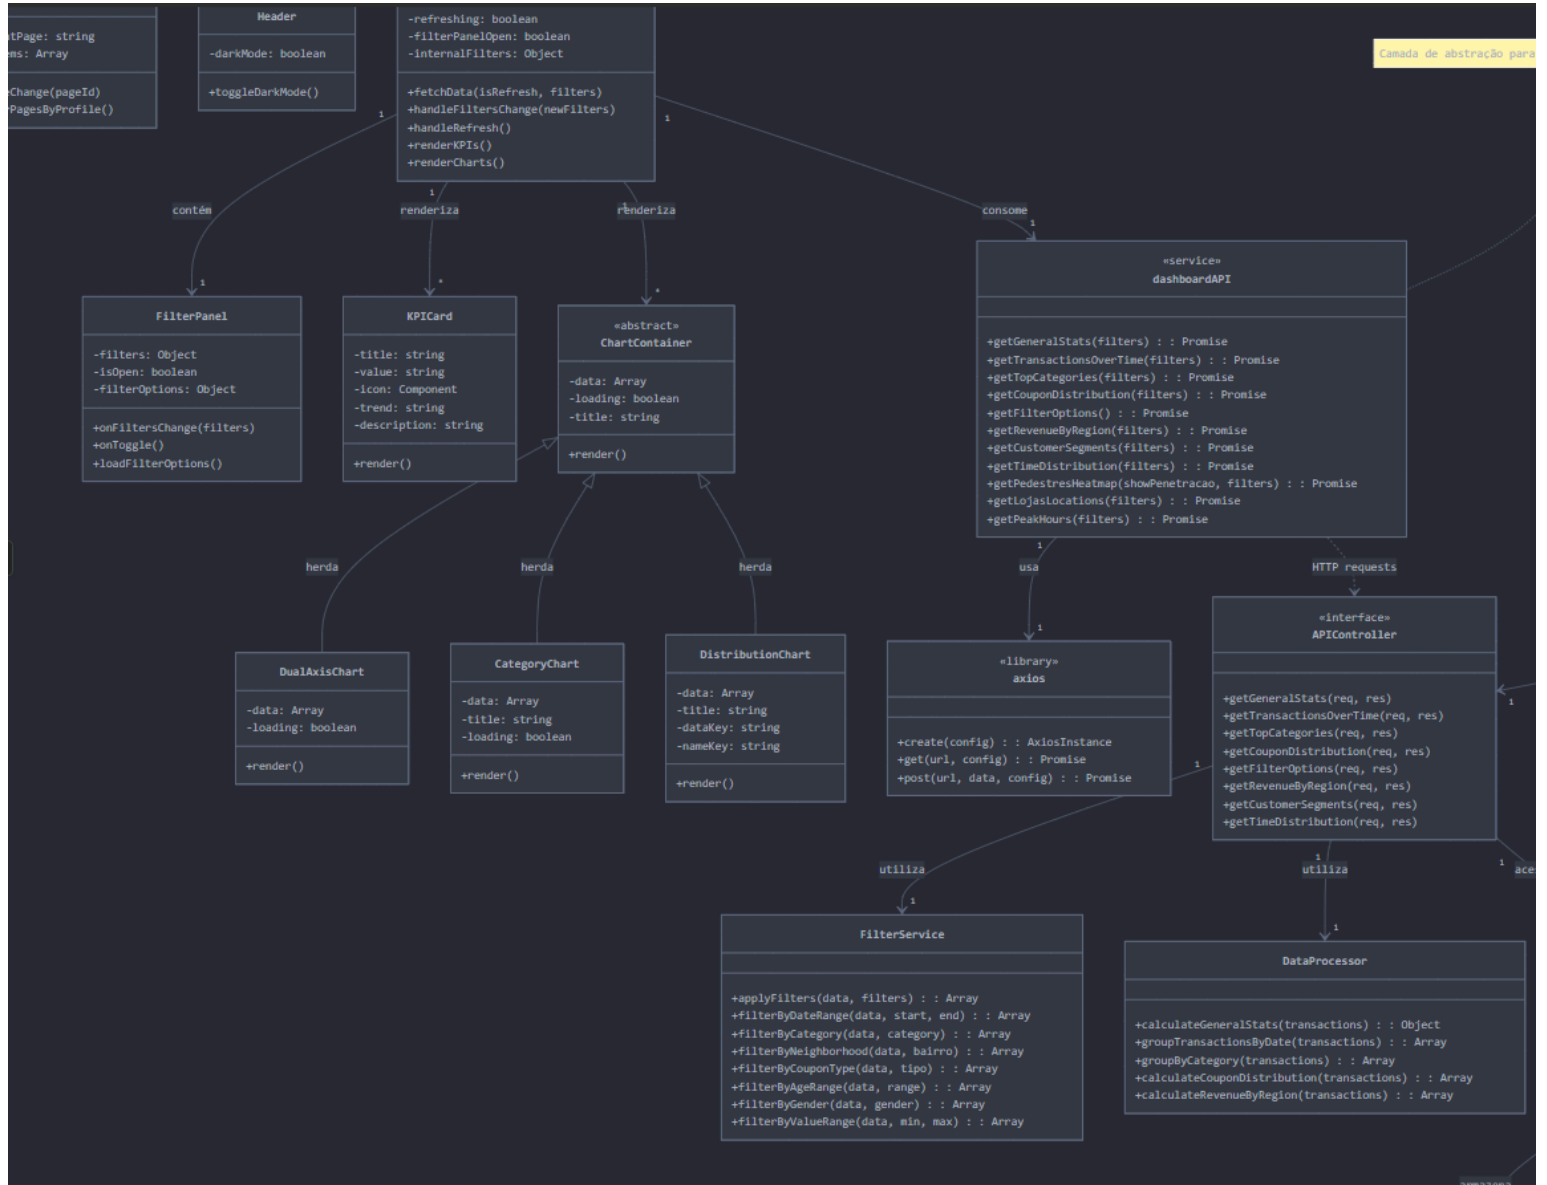 tPage: string
ms: Array
eChange(pageId)
rPagesByProfile()
Header
-darkMode: boolean
+toggleDarkMode()
-refreshing: boolean
-filterPanelOpen: boolean
-internalFilters: Object
+fetchData(isRefresh, filters)
+handleFiltersChange(newFilters)
+handleRefresh()
+renderKPIs()
+renderCharts()
Camada de abstração para
1
1
1
1
contém
renderiza
renderiza
consome
1
1
*
*
FilterPanel
-filters: Object
-isOpen: boolean
-filterOptions: Object
+onFiltersChange(filters)
+onToggle()
+loadFilterOptions()
KPICard
-title: string
-value: string
-icon: Component
-trend: string
-description: string
+render()
«abstract»
ChartContainer
-data: Array
-loading: boolean
-title: string
+render()
«service»
dashboardAPI
+getGeneralStats(filters) : : Promise
+getTransactionsOverTime(filters) : : Promise
+getTopCategories(filters) : : Promise
+getCouponDistribution(filters) : : Promise
+getFilterOptions() : : Promise
+getRevenueByRegion(filters) : : Promise
+getCustomerSegments(filters) : : Promise
+getTimeDistribution(filters) : : Promise
+getPedestresHeatmap(showPenetracao, filters) : : Promise
+getLojasLocations(filters) : : Promise
+getPeakHours(filters) : : Promise
herda
herda
herda
1
usa
HTTP requests
1
DualAxisChart
-data: Array
-loading: boolean
+render()
CategoryChart
-data: Array
-title: string
-loading: boolean
+render()
DistributionChart
-data: Array
-title: string
-dataKey: string
-nameKey: string
+render()
«library»
axios
+create(config) : : AxiosInstance
+get(url, config) : : Promise
+post(url, data, config) : : Promise
«interface»
APIController
+getGeneralStats(req, res)
+getTransactionsOverTime(req, res)
+getTopCategories(req, res)
+getCouponDistribution(req, res)
+getFilterOptions(req, res)
+getRevenueByRegion(req, res)
+getCustomerSegments(req, res)
+getTimeDistribution(req, res)
1
1
1
1
utiliza
utiliza
ace
1
1
FilterService
+applyFilters(data, filters) : : Array
+filterByDateRange(data, start, end) : : Array
+filterByCategory(data, category) : : Array
+filterByNeighborhood(data, bairro) : : Array
+filterByCouponType(data, tipo) : : Array
+filterByAgeRange(data, range) : : Array
+filterByGender(data, gender) : : Array
+filterByValueRange(data, min, max) : : Array
DataProcessor
+calculateGeneralStats(transactions) : : Object
+groupTransactionsByDate(transactions) : : Array
+groupByCategory(transactions) : : Array
+calculateCouponDistribution(transactions) : : Array
+calculateRevenueByRegion(transactions) : : Array